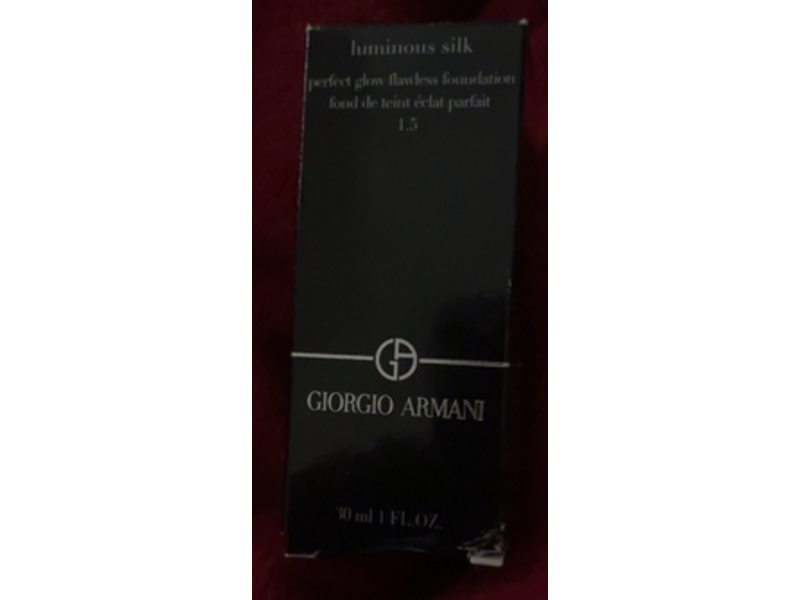 luminous silk
perfect glow flawless foundation
fond de teint éclat parfait
1.5
GA
GIORGIO ARMANI
30 ml 1 FL. OZ.